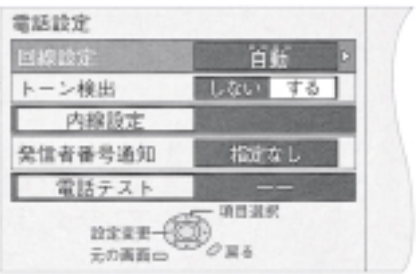 電話設定
回線設定 自動
トーン検出 しない する
内線設定
発信者番号通知 指定なし
電話テスト ーー
項目選択
設定変更
元の画面 戻る